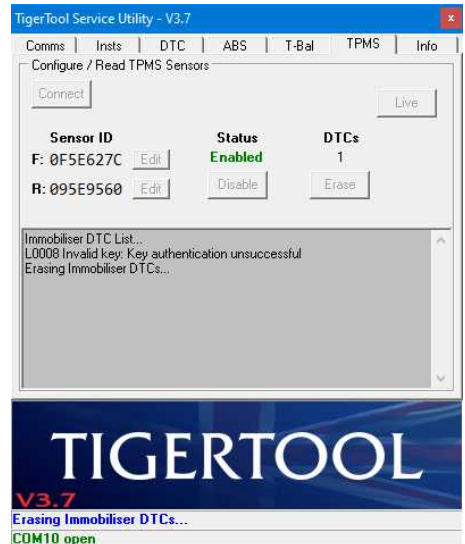 TigerTool Service Utility - V3.7
x
Comms Insts DTC ABS T-Bal TPMS Info
Configure / Read TPMS Sensors
Connect
Live
Sensor ID Status DTCs
F: 0F5E627C Edit Enabled 1
R: 095E9560 Edit Disable Erase
Immobiliser DTC List...
L0008 Invalid key: Key authentication unsuccessful
Erasing Immobiliser DTCs...
TIGERTOOL
V3.7
Erasing Immobiliser DTCs...
COM10 open